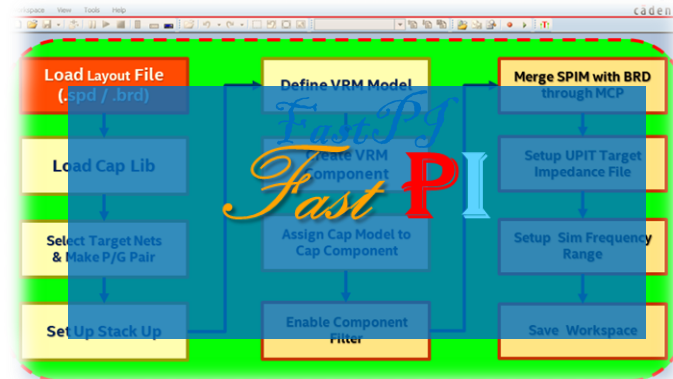 Workspace View Tools Help
cāden
Load Layout File
(.spd / .brd)
Load Cap Lib
Select Target Nets
& Make P/G Pair
Set Up Stack Up
Define VRM Model
Create VRM
Component
Assign Cap Model to
Cap Component
Enable Component
Filter
Merge SPIM with BRD
through MCP
Setup UPIT Target
Impedance File
Setup Sim Frequency
Range
Save Workspace
FastPI
Fast PI